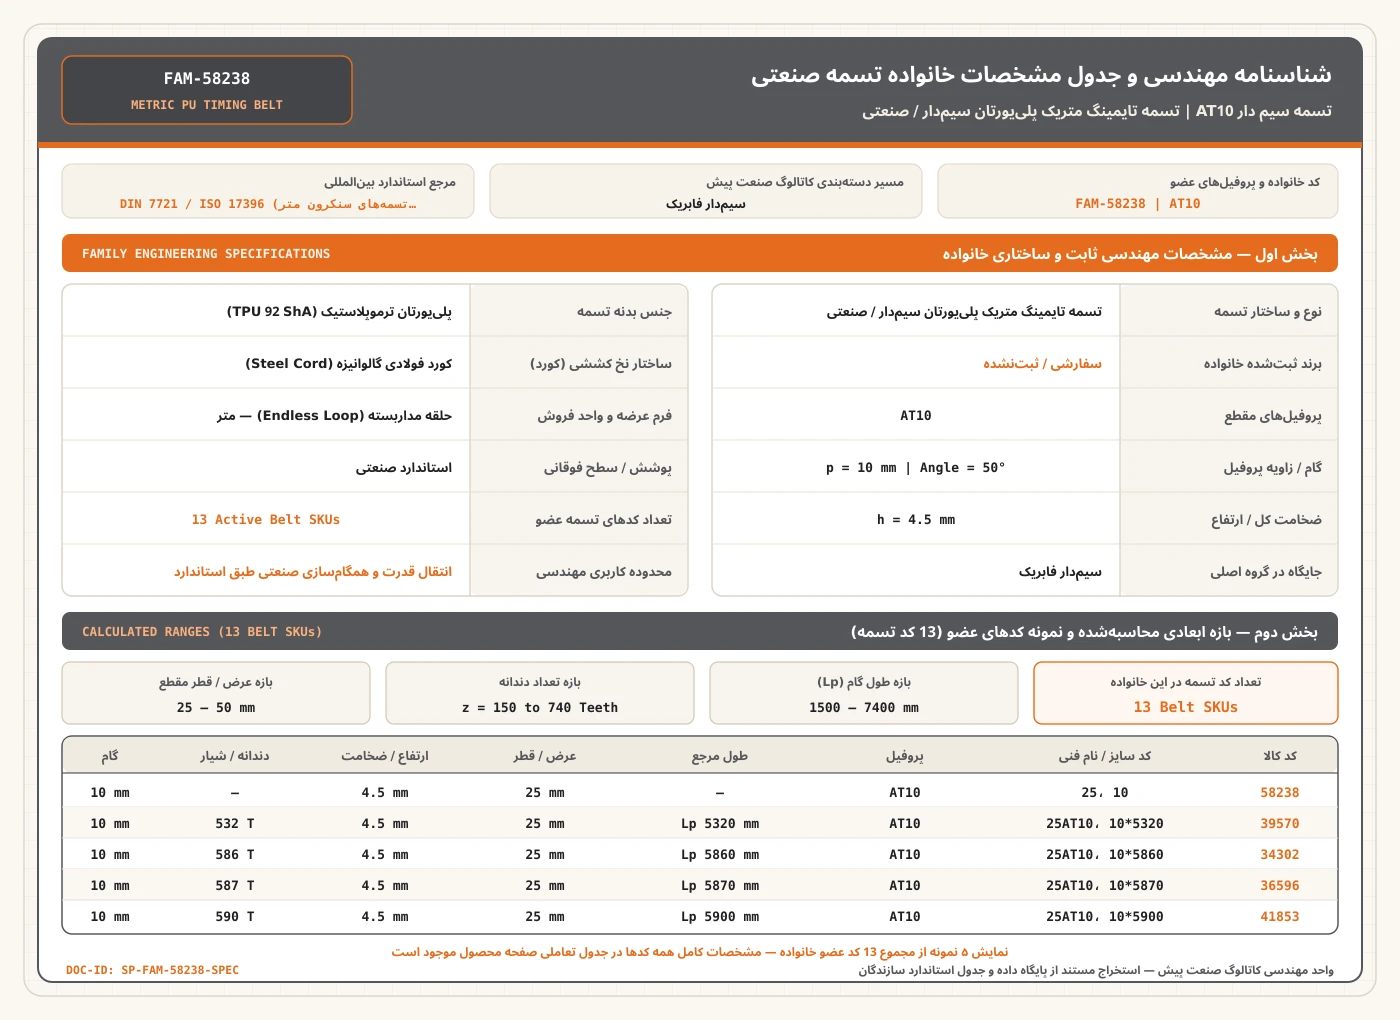 شناسنامه مهندسی و جدول مشخصات خانواده تسمه صنعتی
تسمه سیم دار AT10 | تسمه تایمینگ متریک پلی‌یورتان سیم‌دار / صنعتی
FAM-58238
METRIC PU TIMING BELT
کد خانواده و پروفیل‌های عضو
FAM-58238 | AT10
مسیر دسته‌بندی کاتالوگ صنعت پیش
سیم‌دار فابریک
مرجع استاندارد بین‌المللی
DIN 7721 / ISO 17396 (تسمه‌های سنکرون متر…
بخش اول — مشخصات مهندسی ثابت و ساختاری خانواده
FAMILY ENGINEERING SPECIFICATIONS
نوع و ساختار تسمه
تسمه تایمینگ متریک پلی‌یورتان سیم‌دار / صنعتی
برند ثبت‌شده خانواده
سفارشی / ثبت‌نشده
پروفیل‌های مقطع
AT10
گام / زاویه پروفیل
p = 10 mm | Angle = 50°
ضخامت کل / ارتفاع
h = 4.5 mm
جایگاه در گروه اصلی
سیم‌دار فابریک
جنس بدنه تسمه
پلی‌یورتان ترموپلاستیک (TPU 92 ShA)
ساختار نخ کششی (کورد)
کورد فولادی گالوانیزه (Steel Cord)
فرم عرضه و واحد فروش
حلقه مداربسته (Endless Loop) — متر
پوشش / سطح فوقانی
استاندارد صنعتی
تعداد کدهای تسمه عضو
13 Active Belt SKUs
محدوده کاربری مهندسی
انتقال قدرت و همگام‌سازی صنعتی طبق استاندارد
بخش دوم — بازه ابعادی محاسبه‌شده و نمونه کدهای عضو (13 کد تسمه)
CALCULATED RANGES (13 BELT SKUs)
تعداد کد تسمه در این خانواده
13 Belt SKUs
بازه طول گام (Lp)
1500 – 7400 mm
بازه تعداد دندانه
z = 150 to 740 Teeth
بازه عرض / قطر مقطع
25 – 50 mm
کد کالا	کد سایز / نام فنی	پروفیل	طول مرجع	عرض / قطر	ارتفاع / ضخامت	دندانه / شیار	گام
58238	25، 10	AT10	—	25 mm	4.5 mm	—	10 mm
39570	25AT10، 10*5320	AT10	Lp 5320 mm	25 mm	4.5 mm	532 T	10 mm
34302	25AT10، 10*5860	AT10	Lp 5860 mm	25 mm	4.5 mm	586 T	10 mm
36596	25AT10، 10*5870	AT10	Lp 5870 mm	25 mm	4.5 mm	587 T	10 mm
41853	25AT10، 10*5900	AT10	Lp 5900 mm	25 mm	4.5 mm	590 T	10 mm
نمایش ۵ نمونه از مجموع 13 کد عضو خانواده — مشخصات کامل همه کدها در جدول تعاملی صفحه محصول موجود است
واحد مهندسی کاتالوگ صنعت پیش — استخراج مستند از پایگاه داده و جدول استاندارد سازندگان
DOC-ID: SP-FAM-58238-SPEC